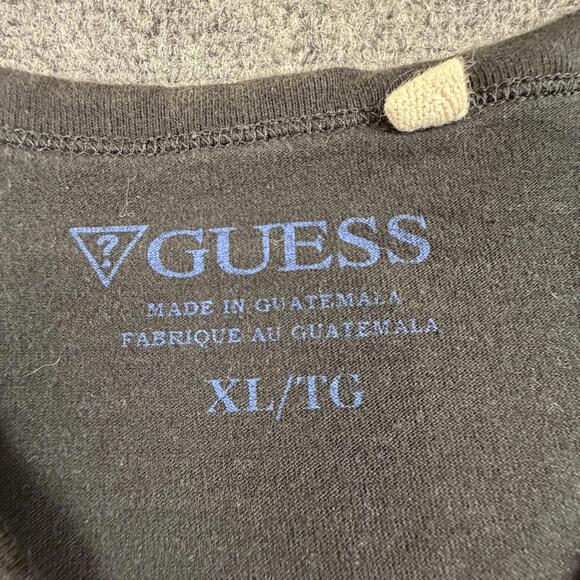 ? GUESS
MADE IN GUATEMALA
FABRIQUE AU GUATEMALA
XL/TG